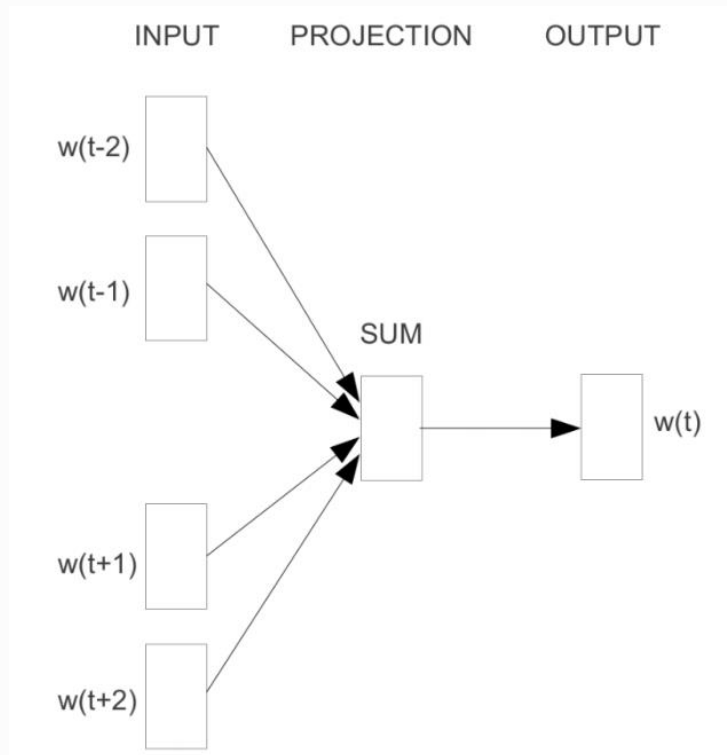 INPUT PROJECTION OUTPUT
w(t-2)
w(t-1)
SUM
w(t)
w(t+1)
w(t+2)